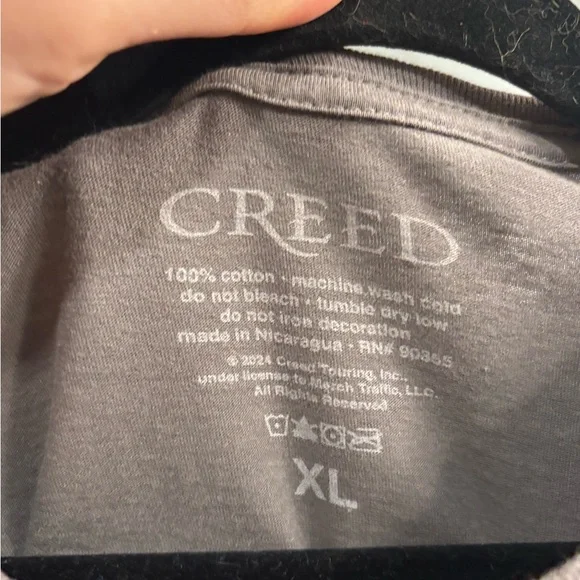 CREED
100% cotton • machine wash cold
do not bleach • tumble dry low
do not iron decoration
made in Nicaragua - RN# 90365
© 2024 Creed Touring, Inc.,
under license to Merch Traffic, LLC.
All Rights Reserved
XL